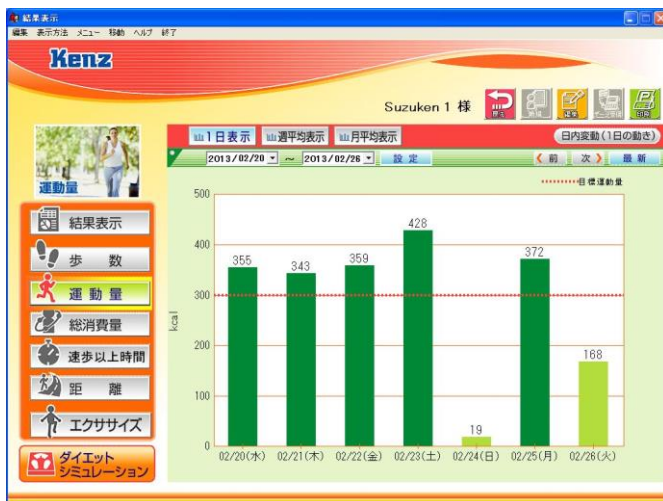 結果表示
編集 表示方法 メニュー 移動 ヘルプ 終了
Kenz
Suzuken 1 様
戻る 編集 印刷
1日表示 週平均表示 月平均表示 日内変動(1日の動き)
2013/02/20 ～ 2013/02/26 設定 前 次 最新
目標運動量
運動量
結果表示
歩数
運動量
総消費量
速歩以上時間
距離
エクササイズ
ダイエット
シミュレーション
kcal
500
400
300
200
100
0
355 343 359 428 19 372 168
02/20(水) 02/21(木) 02/22(金) 02/23(土) 02/24(日) 02/25(月) 02/26(火)